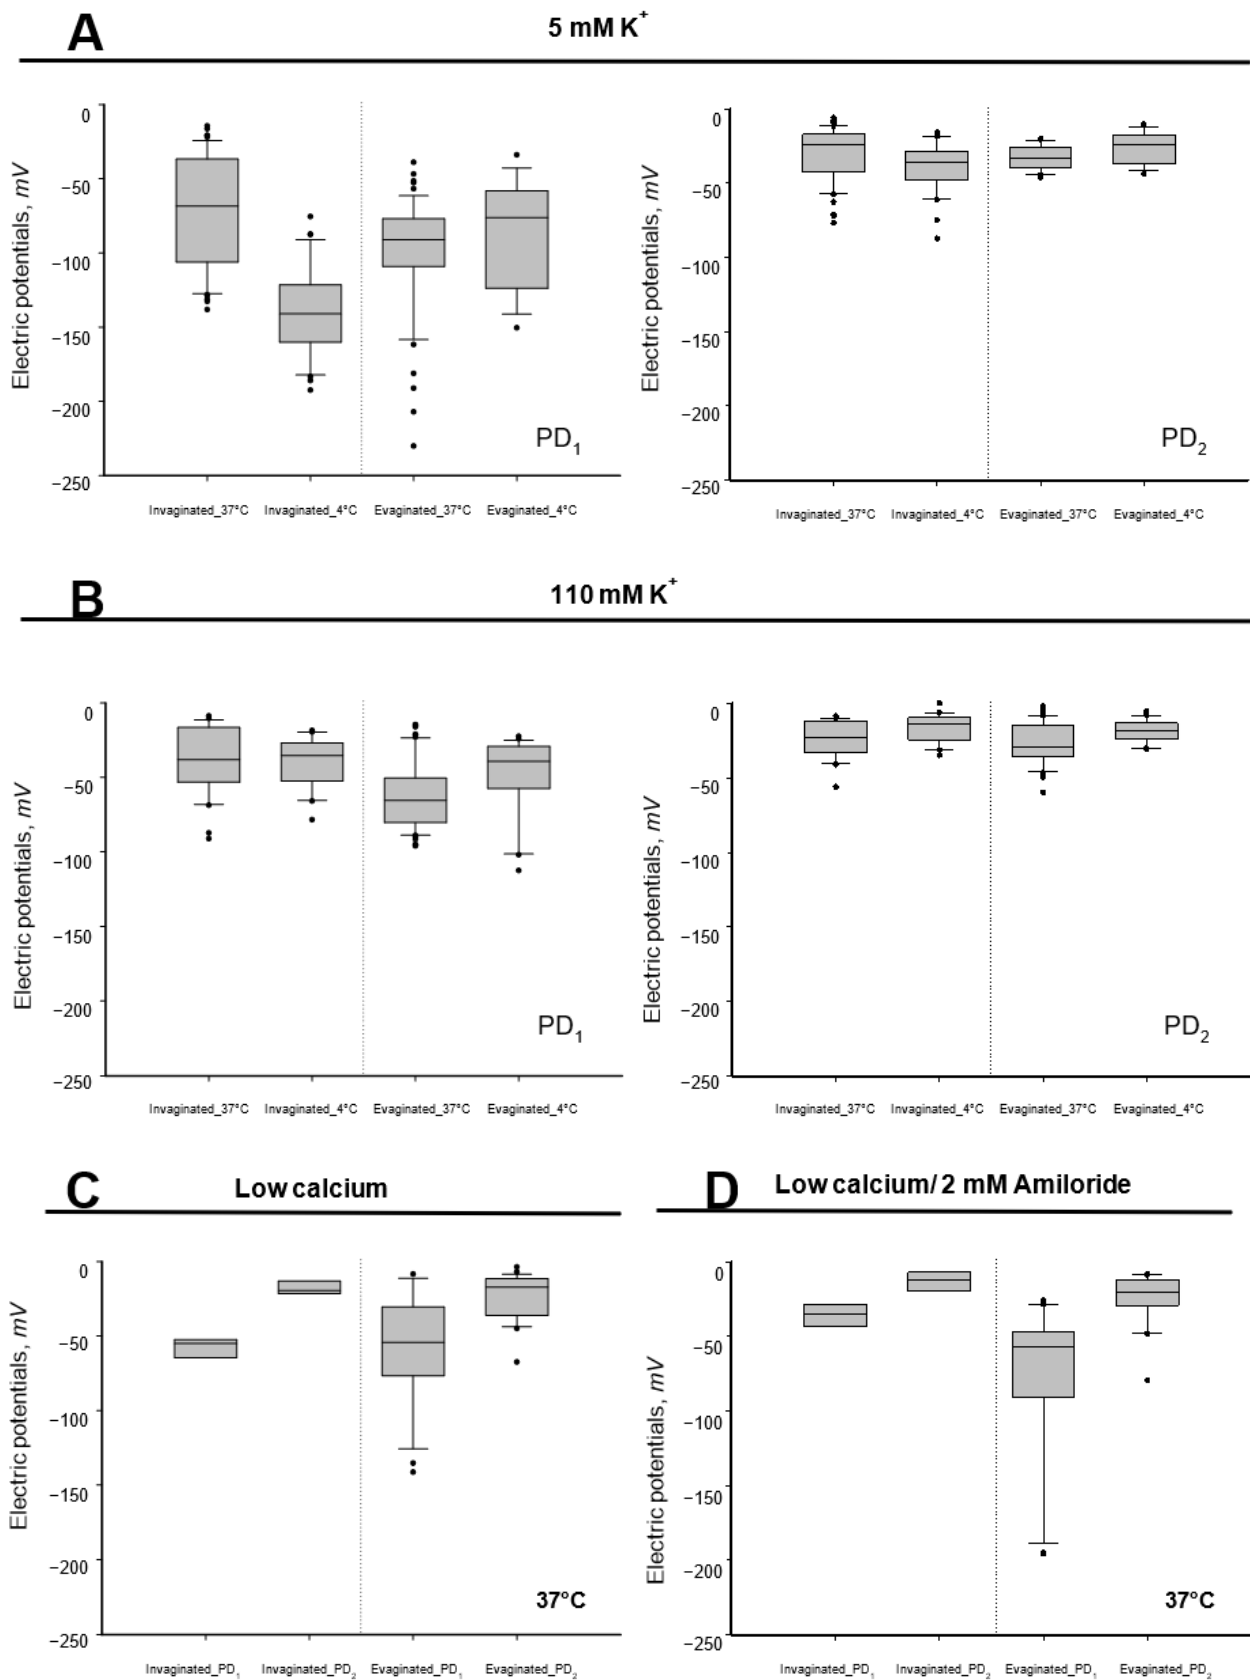 A
5 mM K+
Electric potentials, mV
0
−50
−100
−150
−200
−250
PD1
Invaginated_37°C
Invaginated_4°C
Evaginated_37°C
Evaginated_4°C
Electric potentials, mV
0
−50
−100
−150
−200
−250
PD2
Invaginated_37°C
Invaginated_4°C
Evaginated_37°C
Evaginated_4°C
B
110 mM K+
Electric potentials, mV
0
−50
−100
−150
−200
−250
PD1
Invaginated_37°C
Invaginated_4°C
Evaginated_37°C
Evaginated_4°C
Electric potentials, mV
0
−50
−100
−150
−200
−250
PD2
Invaginated_37°C
Invaginated_4°C
Evaginated_37°C
Evaginated_4°C
C
Low calcium
Electric potentials, mV
0
−50
−100
−150
−200
−250
37°C
Invaginated_PD1
Invaginated_PD2
Evaginated_PD1
Evaginated_PD2
D
Low calcium/ 2 mM Amiloride
Electric potentials, mV
0
−50
−100
−150
−200
−250
37°C
Invaginated_PD1
Invaginated_PD2
Evaginated_PD1
Evaginated_PD2